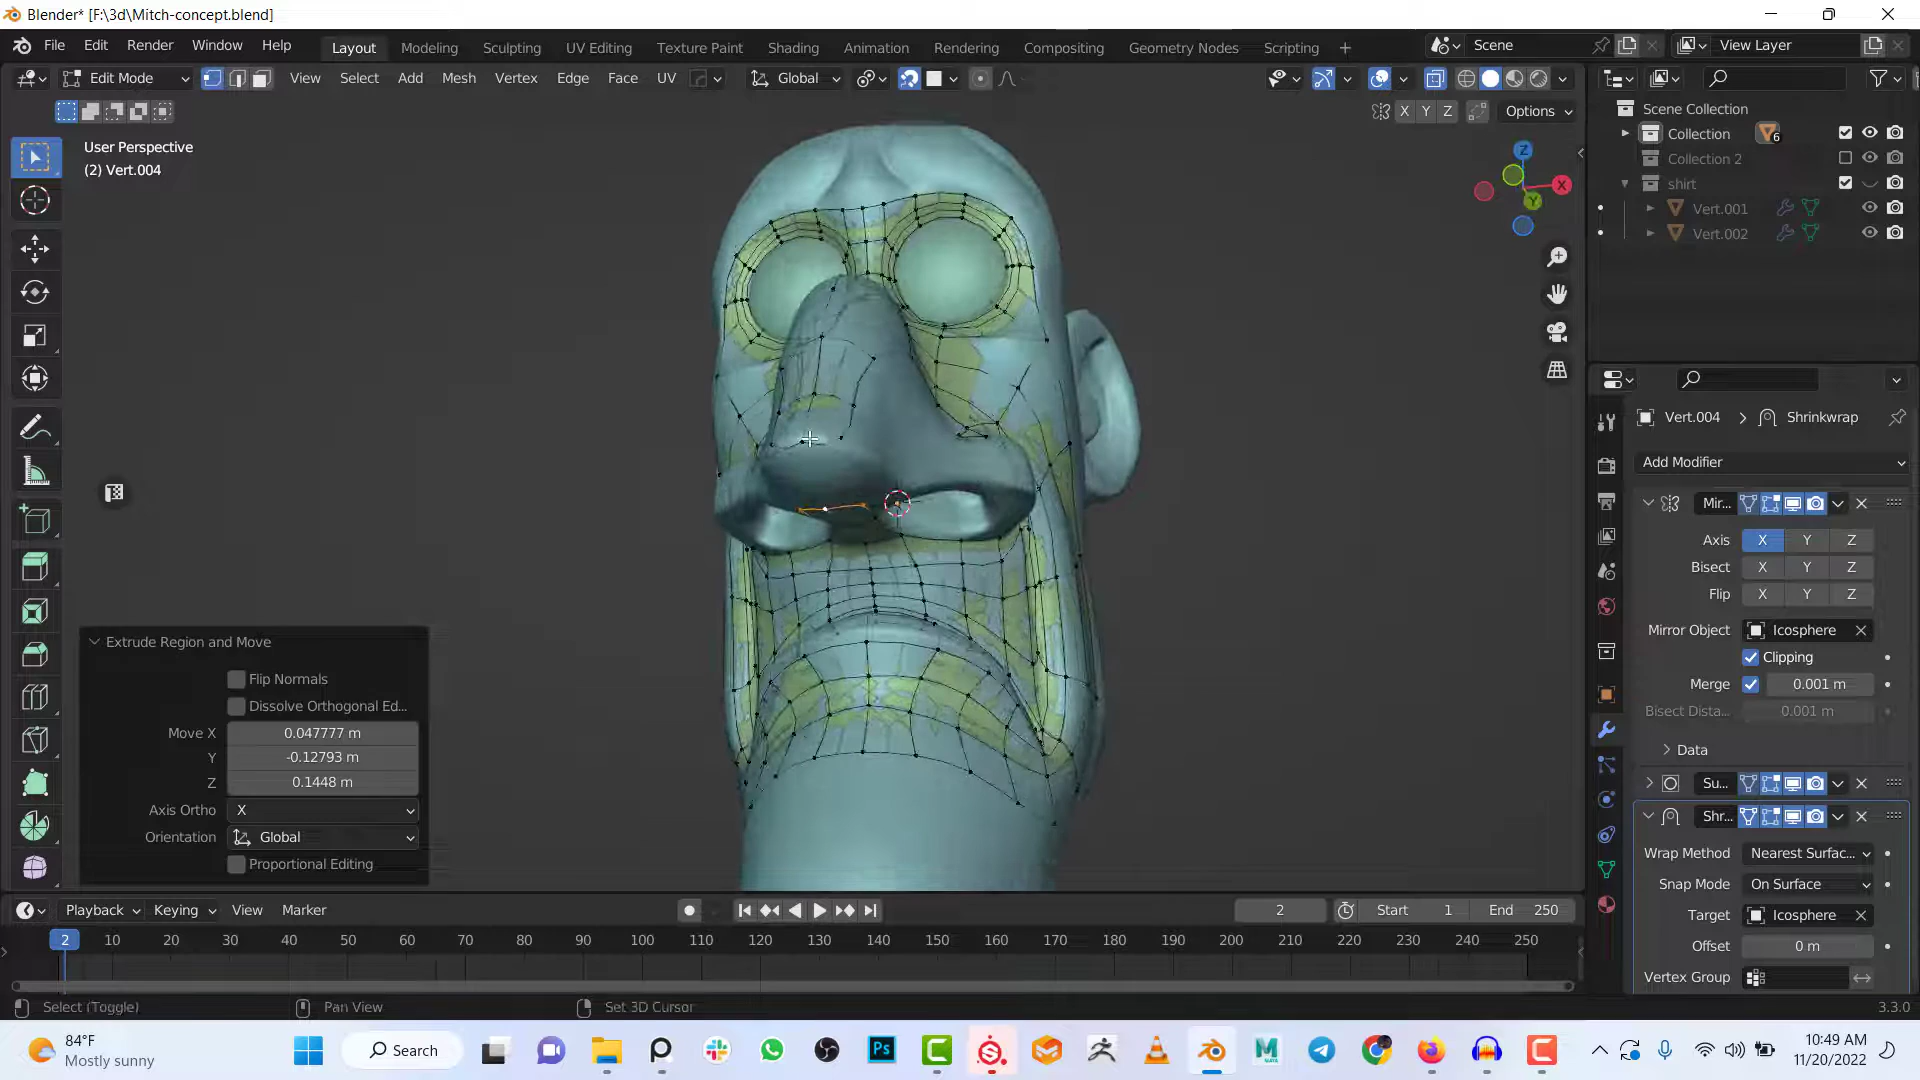 Blender* [F:\3d\Mitch-concept.blend]
File Edit Render Window Help Layout Modeling Sculpting UV Editing Texture Paint Shading Animation Rendering Compositing Geometry Nodes Scripting + Scene View Layer
Edit Mode View Select Add Mesh Vertex Edge Face UV Global
X Y Z Options
User Perspective
(2) Vert.004
Z
X
Y
Scene Collection
Collection 6
Collection 2
shirt
Vert.001
Vert.002
Vert.004 > Shrinkwrap
Add Modifier
Mir...
Axis X Y Z
Bisect X Y Z
Flip X Y Z
Mirror Object Icosphere
Clipping
Merge 0.001 m
Bisect Dista... 0.001 m
Data
Su...
Shr...
Wrap Method Nearest Surfac...
Snap Mode On Surface
Target Icosphere
Offset 0 m
Vertex Group
Extrude Region and Move
Flip Normals
Dissolve Orthogonal Ed...
Move X 0.047777 m
Y -0.12793 m
Z 0.1448 m
Axis Ortho X
Orientation Global
Proportional Editing
Playback Keying View Marker 2 Start 1 End 250
2 10 20 30 40 50 60 70 80 90 100 110 120 130 140 150 160 170 180 190 200 210 220 230 240 250
Select (Toggle) Pan View Set 3D Cursor 3.3.0
84°F
Mostly sunny
Search
Ps
10:49 AM
11/20/2022